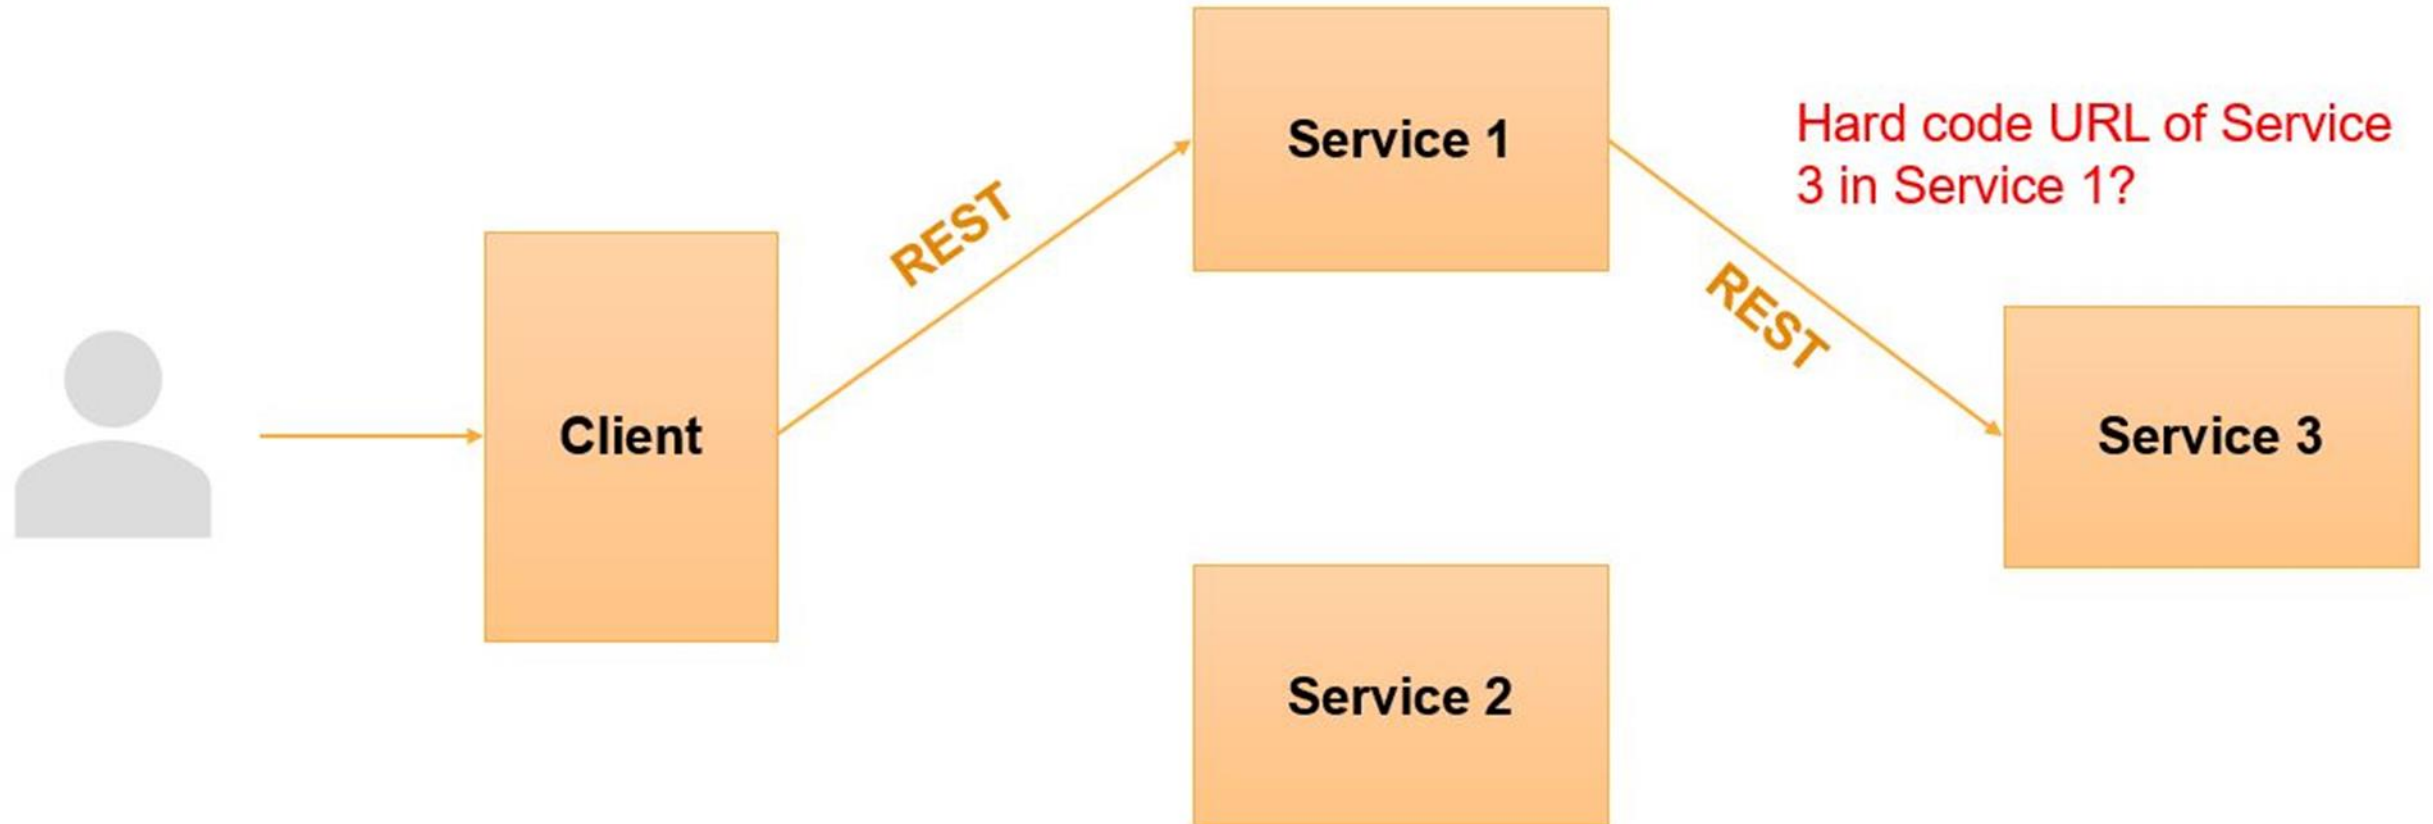 Service 1
Hard code URL of Service
3 in Service 1?
REST
REST
Client
Service 3
Service 2